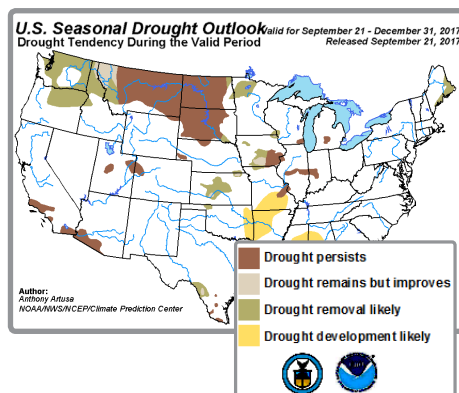 U.S. Seasonal Drought Outlook
Drought Tendency During the Valid Period
Valid for September 21 - December 31, 2017
Released September 21, 2017
Author:
Anthony Artusa
NOAA/NWS/NCEP/Climate Prediction Center
Drought persists
Drought remains but improves
Drought removal likely
Drought development likely